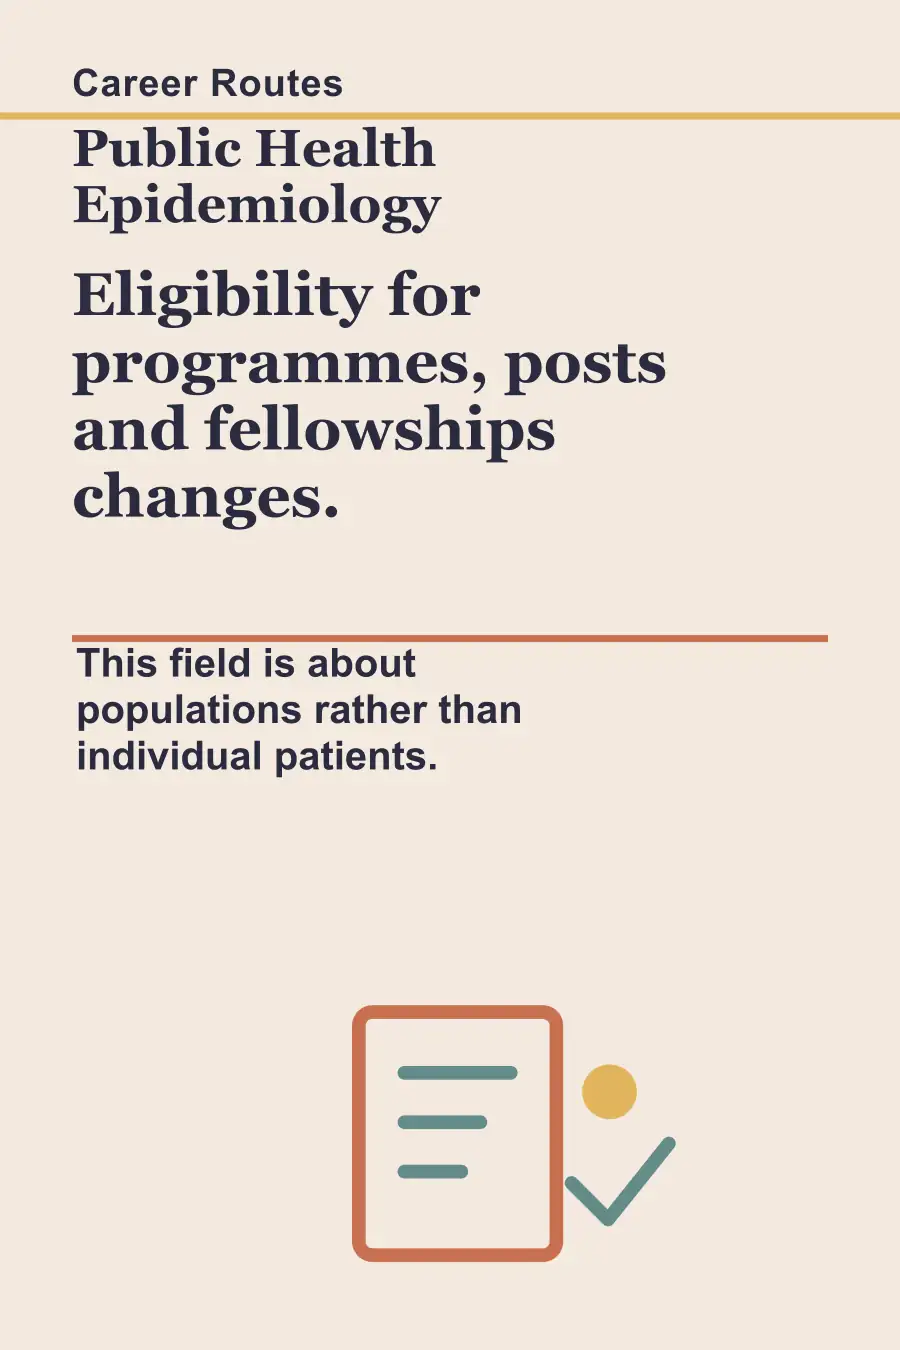 Career Routes
Public Health
Epidemiology
Eligibility for
programmes, posts
and fellowships
changes.
This field is about
populations rather than
individual patients.